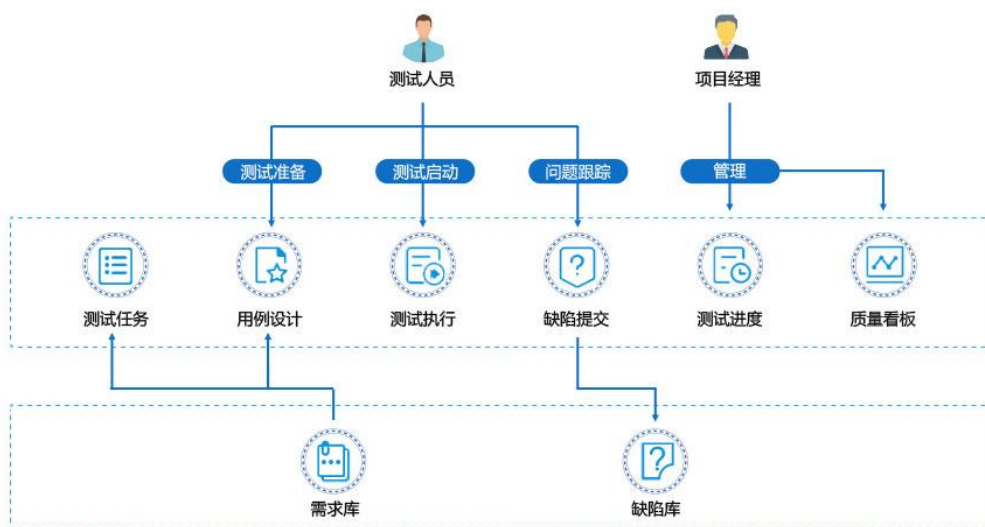 测试人员
项目经理
测试准备
测试启动
问题跟踪
管理
测试任务
用例设计
测试执行
缺陷提交
测试进度
质量看板
需求库
缺陷库